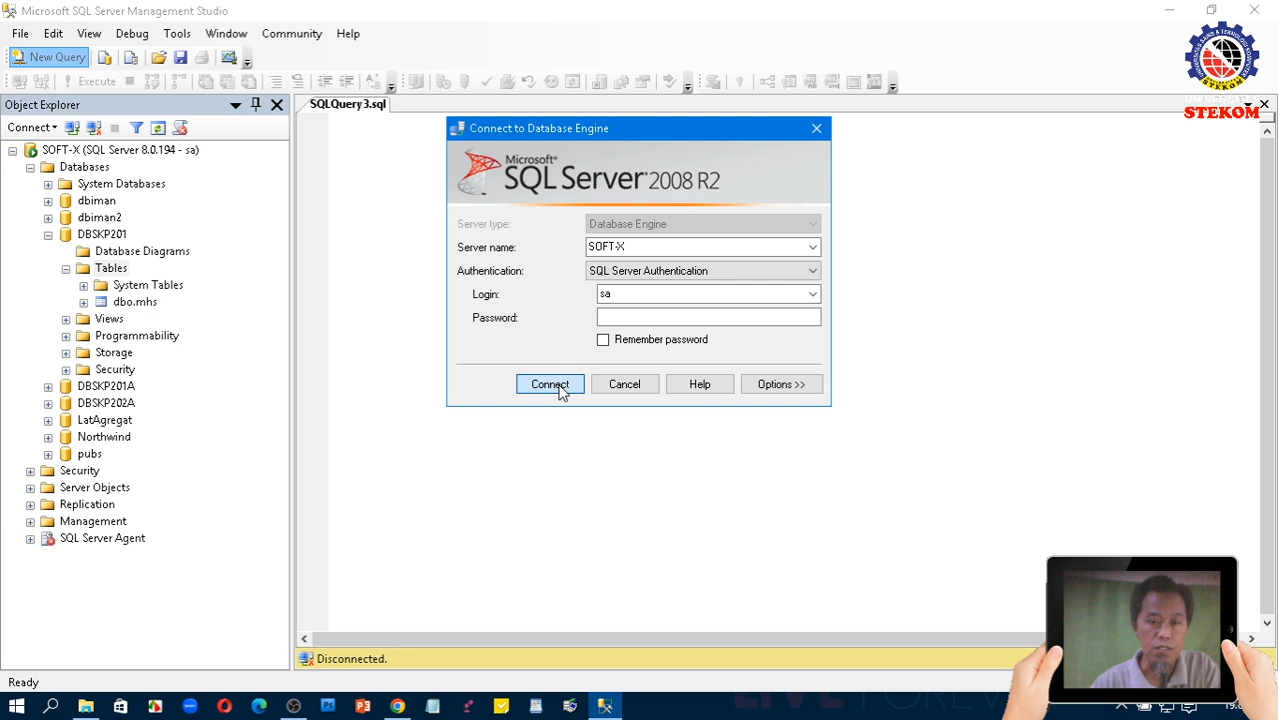 Microsoft SQL Server Management Studio
File Edit View Debug Tools Window Community Help
New Query
Execute
Object Explorer
Connect
SOFT-X (SQL Server 8.0.194 - sa)
Databases
System Databases
dbiman
dbiman2
DBSKP201
Database Diagrams
Tables
System Tables
dbo.mhs
Views
Programmability
Storage
Security
DBSKP201A
DBSKP202A
LatAgregat
Northwind
pubs
Security
Server Objects
Replication
Management
SQL Server Agent
SQLQuery3.sql
Connect to Database Engine
Microsoft®
SQL Server® 2008 R2
Server type: Database Engine
Server name: SOFT-X
Authentication: SQL Server Authentication
Login: sa
Password:
Remember password
Connect Cancel Help Options >>
Disconnected.
Ready
STEKOM